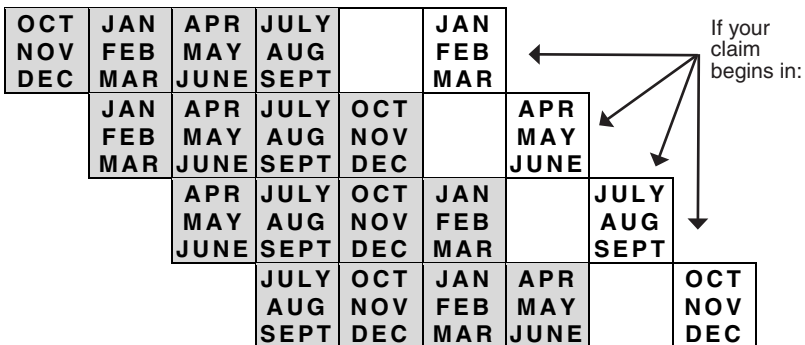 OCT JAN APR JULY JAN
NOV FEB MAY AUG FEB
DEC MAR JUNE SEPT MAR
If your
claim
begins in:
JAN APR JULY OCT APR
FEB MAY AUG NOV MAY
MAR JUNE SEPT DEC JUNE
APR JULY OCT JAN JULY
MAY AUG NOV FEB AUG
JUNE SEPT DEC MAR SEPT
JULY OCT JAN APR OCT
AUG NOV FEB MAY NOV
SEPT DEC MAR JUNE DEC